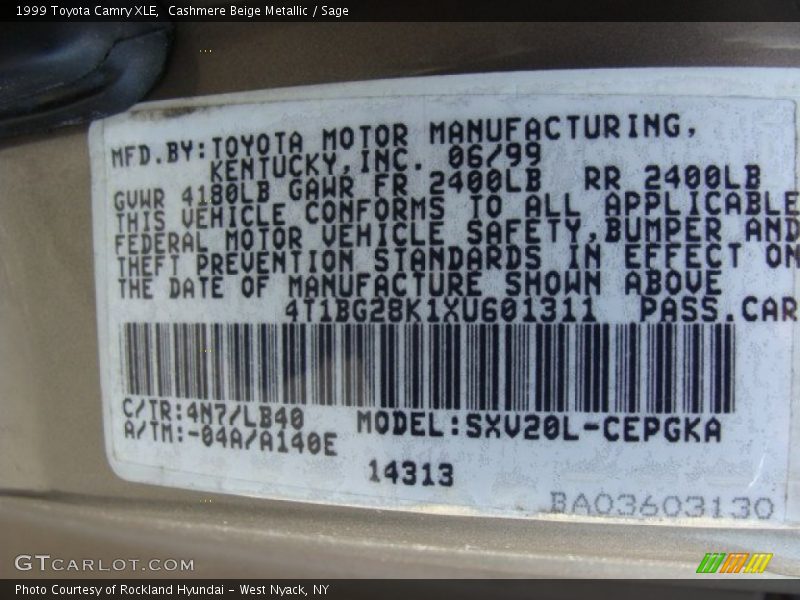 1999 Toyota Camry XLE, Cashmere Beige Metallic / Sage
MFD.BY:TOYOTA MOTOR MANUFACTURING,
KENTUCKY,INC. 06/99
GVWR 4180LB GAWR FR 2400LB RR 2400LB
THIS VEHICLE CONFORMS TO ALL APPLICABLE
FEDERAL MOTOR VEHICLE SAFETY,BUMPER AND
THEFT PREVENTION STANDARDS IN EFFECT ON
THE DATE OF MANUFACTURE SHOWN ABOVE
4T1BG28K1XU601311 PASS.CAR
C/TR:4N7/LB40 MODEL:SXV20L-CEPGKA
A/TM:-04A/A140E
14313
BA03603130
GTCARLOT.COM
Photo Courtesy of Rockland Hyundai - West Nyack, NY